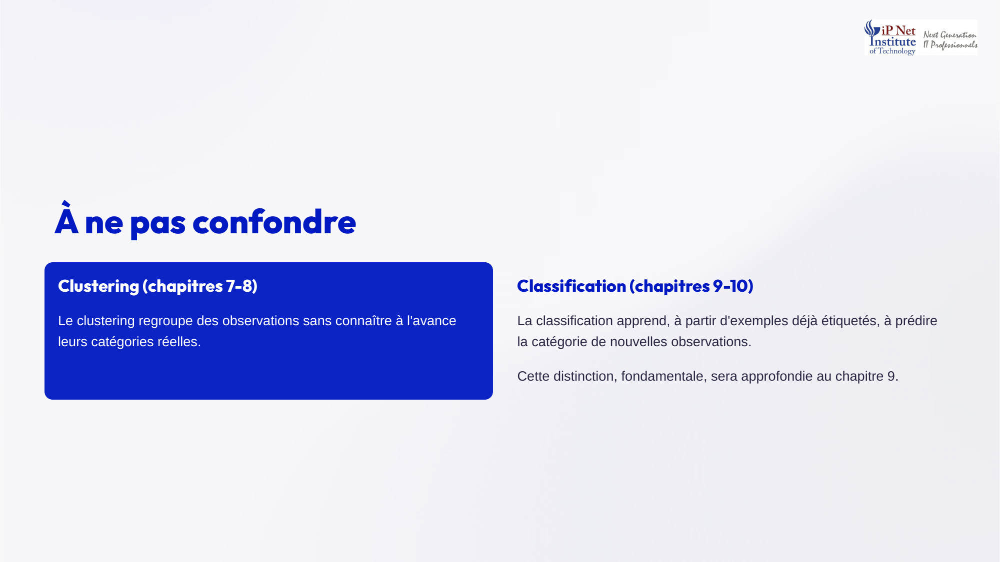 iP Net
Institute
of Technology
Next Generation
IT Professionnels
À ne pas confondre
Clustering (chapitres 7-8)
Le clustering regroupe des observations sans connaître à l'avance
leurs catégories réelles.
Classification (chapitres 9-10)
La classification apprend, à partir d'exemples déjà étiquetés, à prédire
la catégorie de nouvelles observations.
Cette distinction, fondamentale, sera approfondie au chapitre 9.